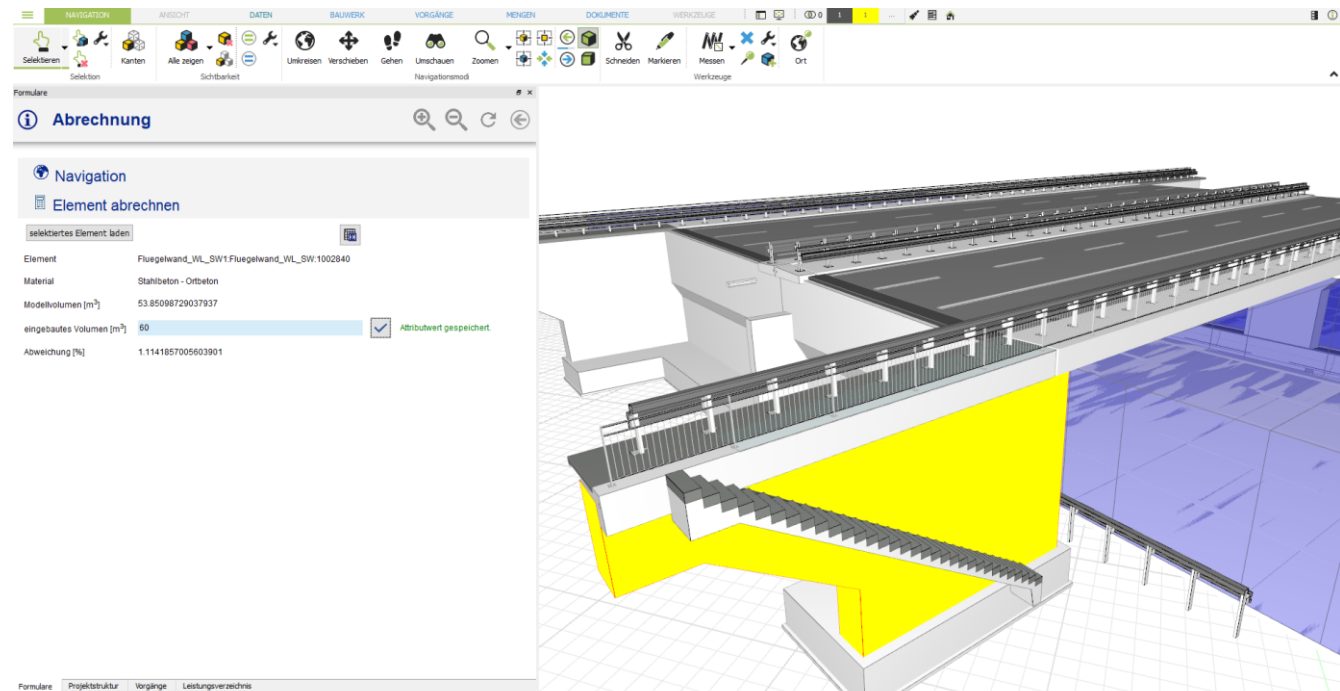 NAVIGATION ANSICHT DATEN BAUWERK VORGÄNGE MENGEN DOKUMENTE WERKZEUGE 0 1 1 ...
Selektieren Kanten Alle zeigen Umkreisen Verschieben Gehen Umschauen Zoomen Schneiden Markieren Messen Ort
Selektion Sichtbarkeit Navigationsmodi Werkzeuge
Formulare
Abrechnung
Navigation
Element abrechnen
selektiertes Element laden
Element Fluegelwand_WL_SW1:Fluegelwand_WL_SW:1002840
Material Stahlbeton - Ortbeton
Modellvolumen [m³] 53.85098729037937
eingebautes Volumen [m³] 60 Attributwert gespeichert
Abweichung [%] 1.1141857005603901
Formulare Projektstruktur Vorgänge Leistungsverzeichnis